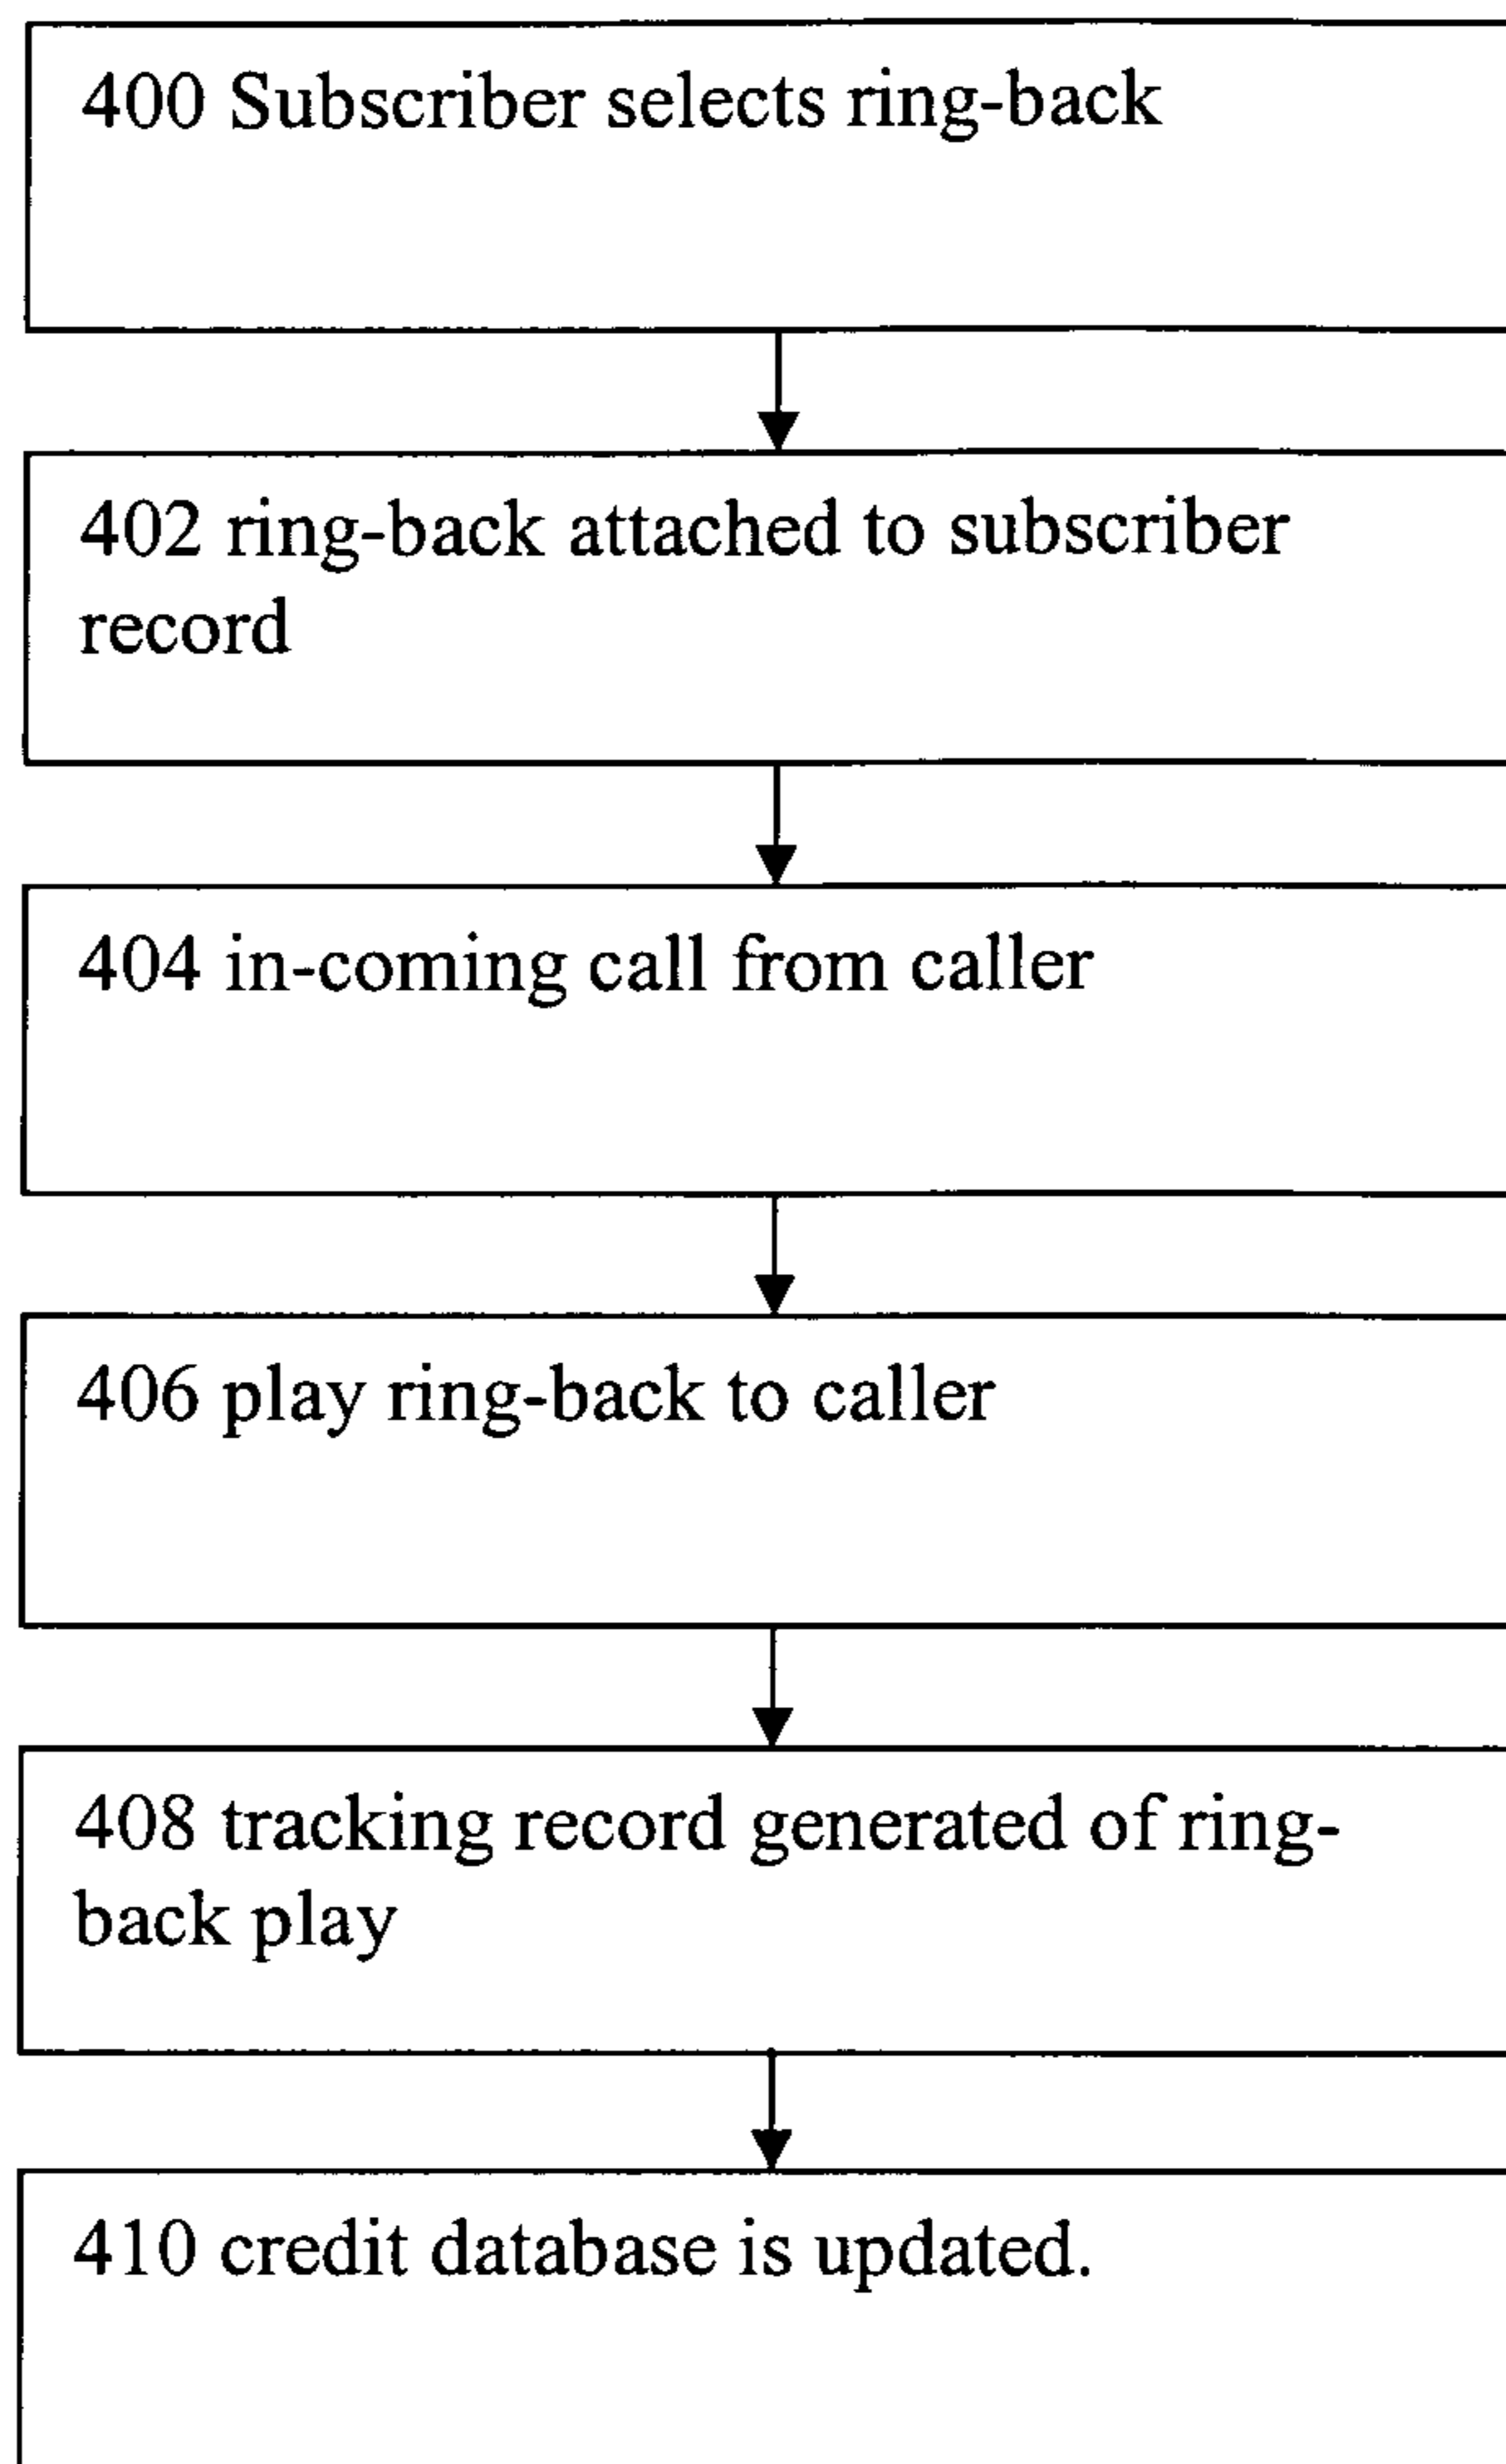 400 Subscriber selects ring-back
402 ring-back attached to subscriber
record
404 in-coming call from caller
406 play ring-back to caller
408 tracking record generated of ring-
back play
410 credit database is updated.